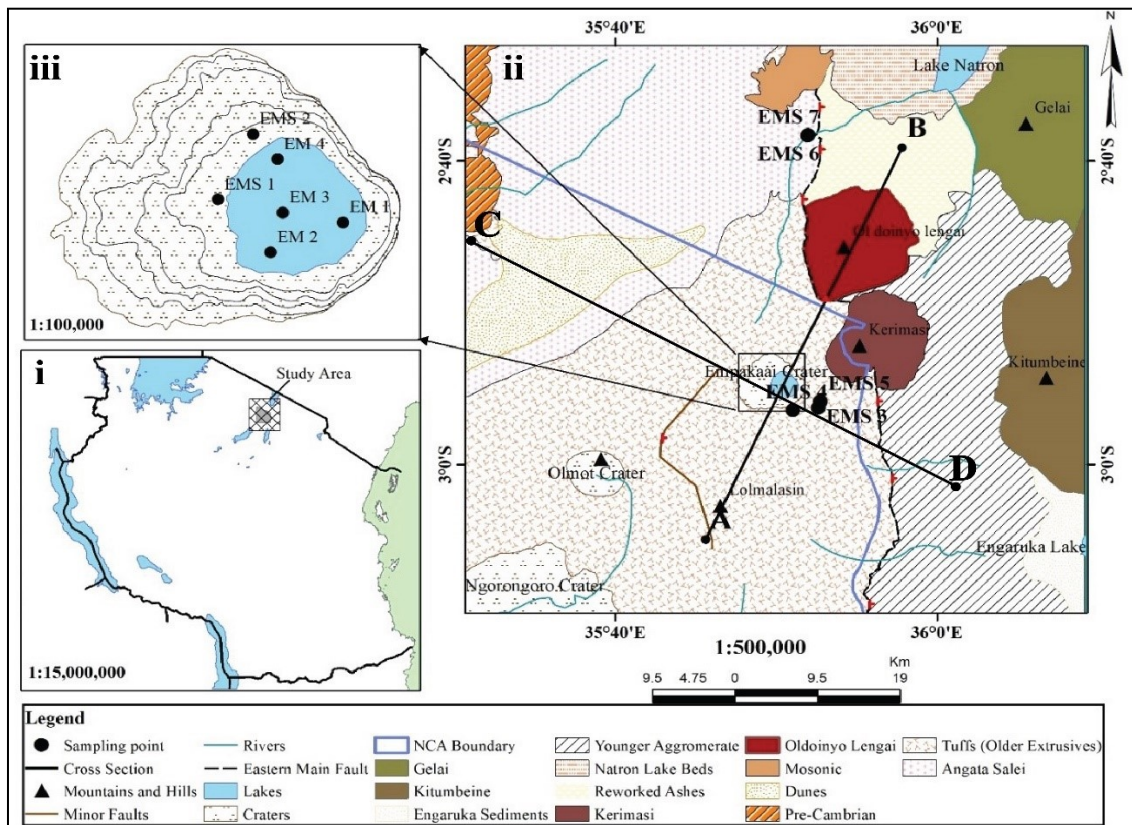 iii
EMS 2
EM 4
EMS 1
EM 3
EM 1
EM 2
1:100,000
i
Study Area
1:15,000,000
35°40'E
36°0'E
N
ii
Lake Natron
Gelai
EMS 7
B
2°40'S
2°40'S
EMS 6
C
Ol doinyo lengai
Kerimasi
Kitumbeine
Empakaai Crater
EMS 4
EMS 5
EMS 3
3°0'S
3°0'S
Olmot Crater
D
Lolmalasin
A
Engaruka Lake
Ngorongoro Crater
35°40'E
36°0'E
1:500,000
Km
9.5 4.75 0 9.5 19
Legend
Sampling point Rivers NCA Boundary Younger Agglomerate Oldoinyo Lengai Tuffs (Older Extrusives)
Cross Section Eastern Main Fault Gelai Natron Lake Beds Mosonic Angata Salei
Mountains and Hills Lakes Kitumbeine Reworked Ashes Dunes
Minor Faults Craters Engaruka Sediments Kerimasi Pre-Cambrian